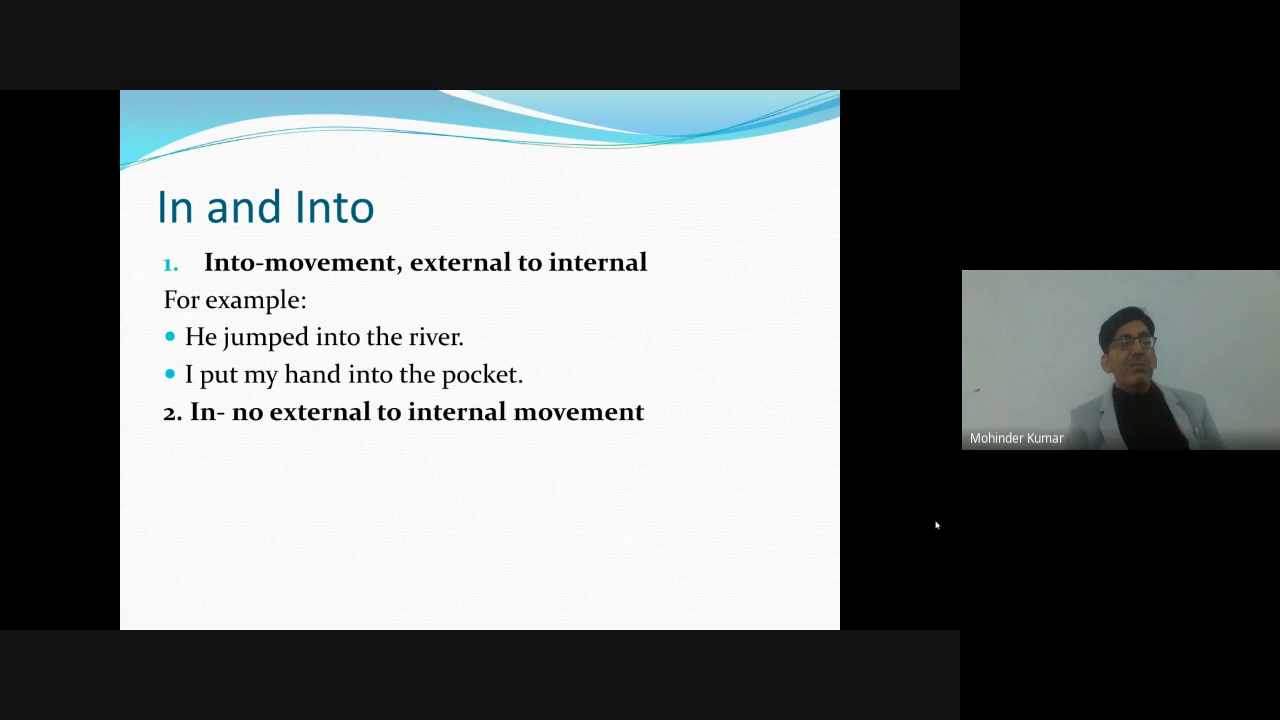 In and Into
1. Into-movement, external to internal
For example:
• He jumped into the river.
• I put my hand into the pocket.
2. In- no external to internal movement
Mohinder Kumar